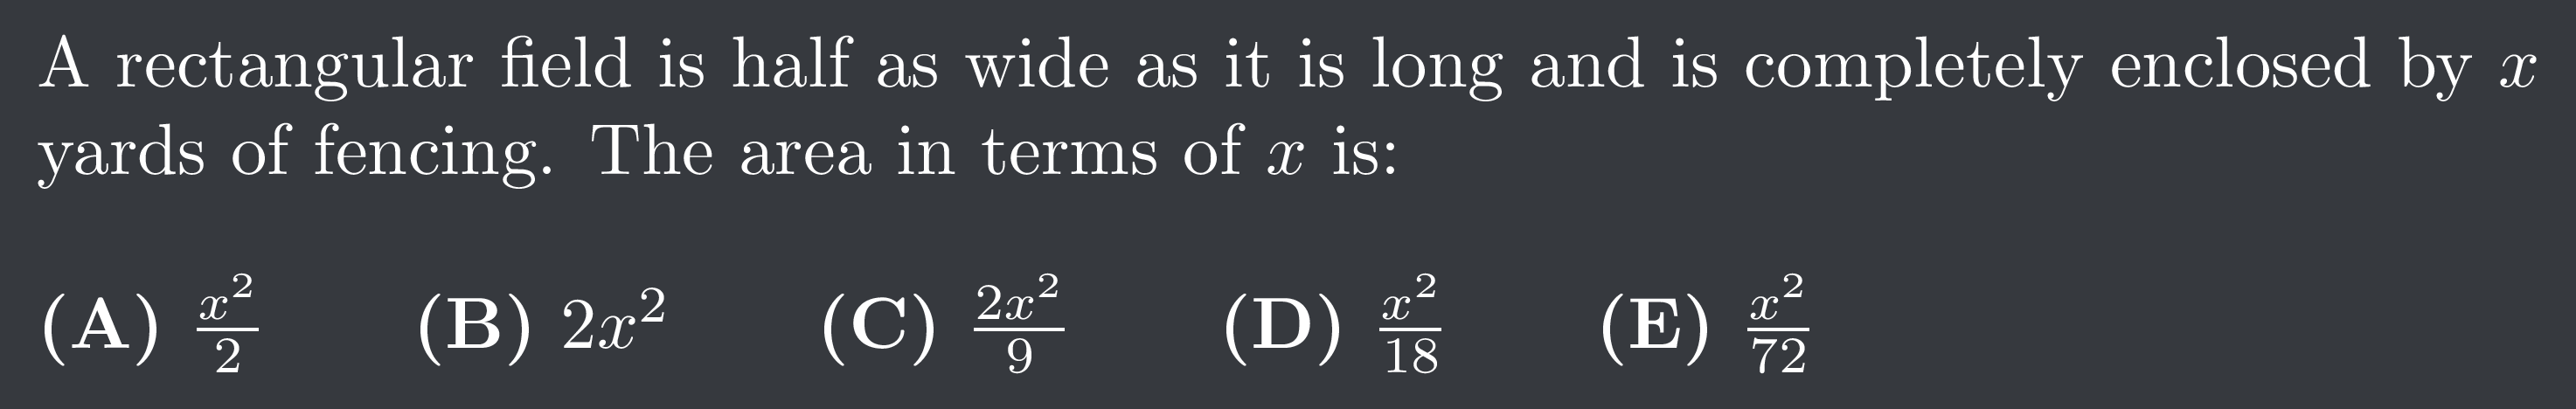 A rectangular field is half as wide as it is long and is completely enclosed by $x$
yards of fencing. The area in terms of $x$ is:
(A) $\frac{x^2}{2}$ (B) $2x^2$ (C) $\frac{2x^2}{9}$ (D) $\frac{x^2}{18}$ (E) $\frac{x^2}{72}$